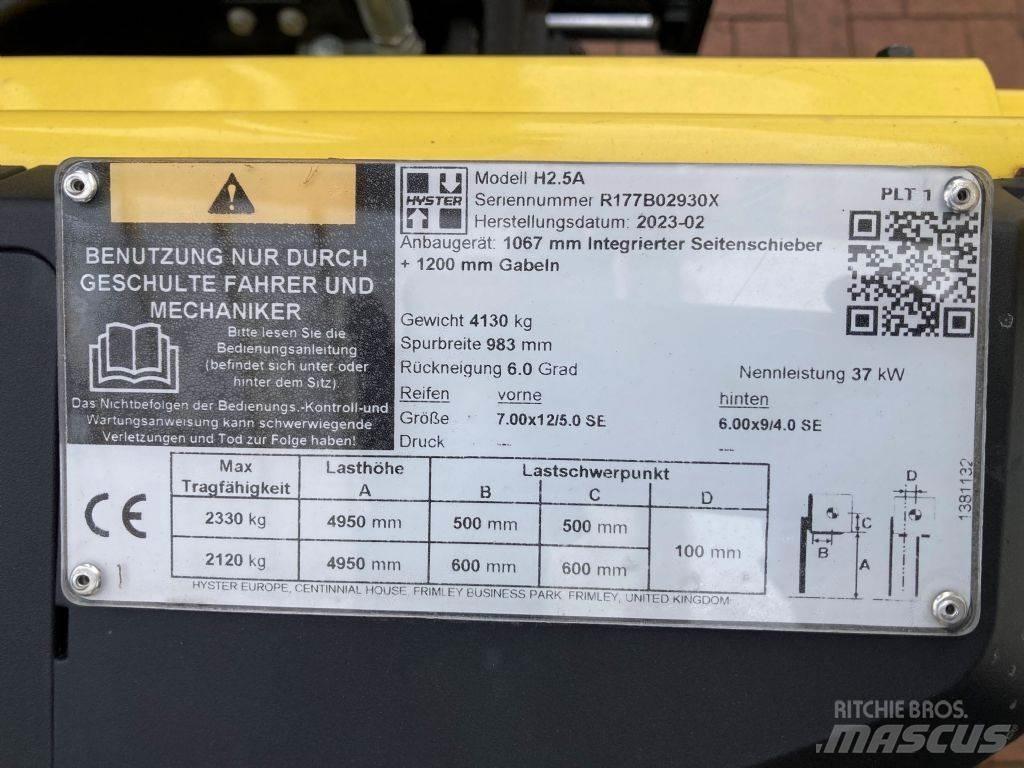 BENUTZUNG NUR DURCH
GESCHULTE FAHRER UND
MECHANIKER
Bitte lesen Sie die
Bedienungsanleitung
(befindet sich unter oder
hinter dem Sitz).
Das Nichtbefolgen der Bedienungs.-Kontroll-und
Wartungsanweisung kann schwerwiegende
Verletzungen und Tod zur Folge haben!
HYSTER
Modell H2.5A
Seriennummer R177B02930X
Herstellungsdatum: 2023-02
PLT 1
Anbaugerät: 1067 mm Integrierter Seitenschieber
+ 1200 mm Gabeln
Gewicht 4130 kg
Spurbreite 983 mm
Rückneigung 6.0 Grad
Nennleistung 37 kW
Reifen vorne hinten
Größe 7.00x12/5.0 SE 6.00x9/4.0 SE
Druck --- ---
Max Lasthöhe Lastschwerpunkt
Tragfähigkeit A B C D
2330 kg 4950 mm 500 mm 500 mm
100 mm
2120 kg 4950 mm 600 mm 600 mm
CE
D
C
B
A
1381132
HYSTER EUROPE, CENTINNIAL HOUSE, FRIMLEY BUSINESS PARK, FRIMLEY, UNITED KINGDOM
RITCHIE BROS.
MASCUS